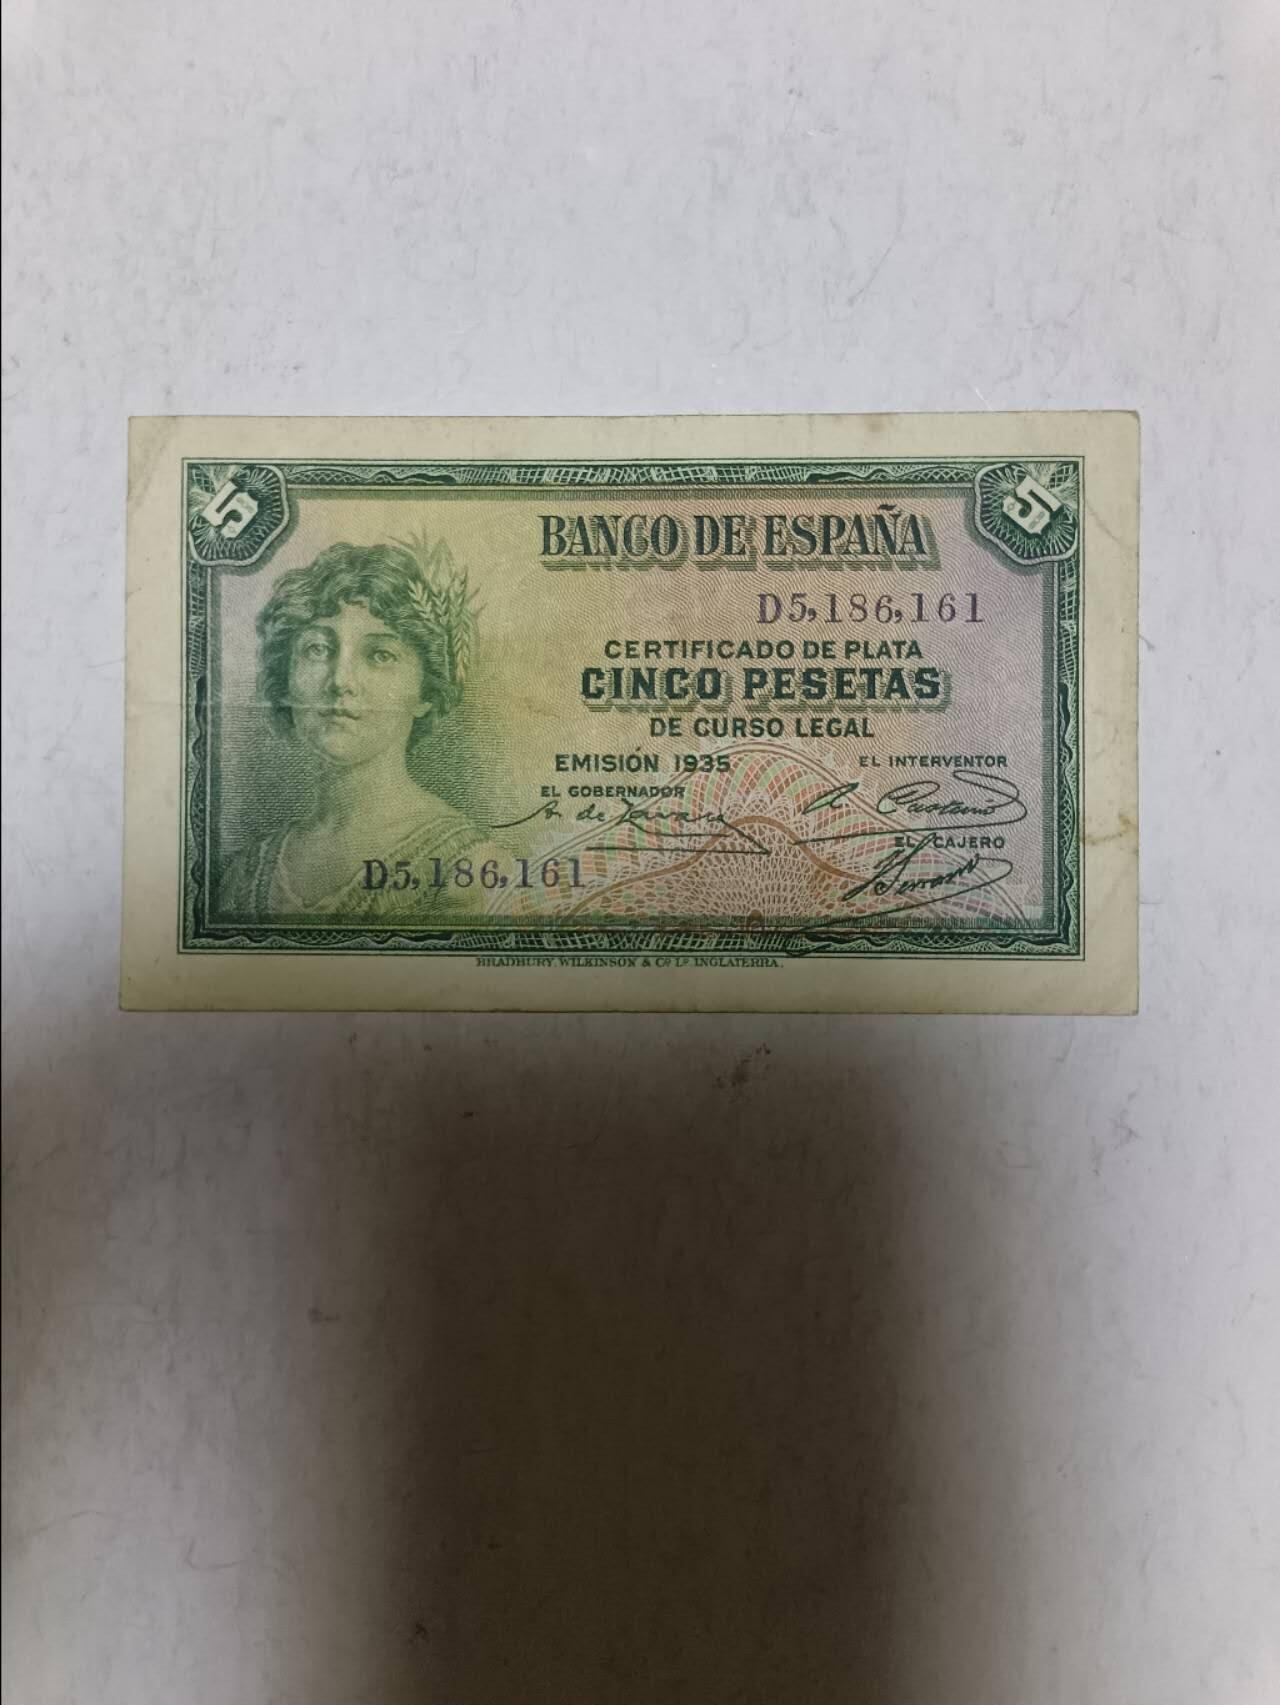 5 5
BANCO DE ESPAÑA
D5,186,161
CERTIFICADO DE PLATA
CINCO PESETAS
DE CURSO LEGAL
EMISIÓN 1935
EL INTERVENTOR
EL GOBERNADOR
EL CAJERO
D5,186,161
BRADBURY, WILKINSON & Cº Lᵈ INGLATERRA.